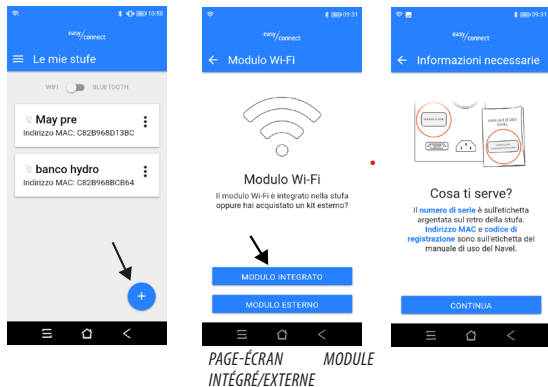 10:58
easy/connect
Le mie stufe
WIFI BLUETOOTH
May pre
Indirizzo MAC: C82B968D13BC
banco hydro
Indirizzo MAC: C82B968BCB64
+
09:31
easy/connect
Modulo Wi-Fi
Modulo Wi-Fi
Il modulo Wi-Fi è integrato nella stufa
oppure hai acquistato un kit esterno?
MODULO INTEGRATO
MODULO ESTERNO
PAGE-ÉCRAN MODULE
INTÉGRÉ/EXTERNE
09:31
easy/connect
Informazioni necessarie
Cosa ti serve?
Il numero di serie è sull'etichetta
argentata sul retro della stufa.
Indirizzo MAC e codice di
registrazione sono sull'etichetta del
manuale di uso del Navel.
CONTINUA